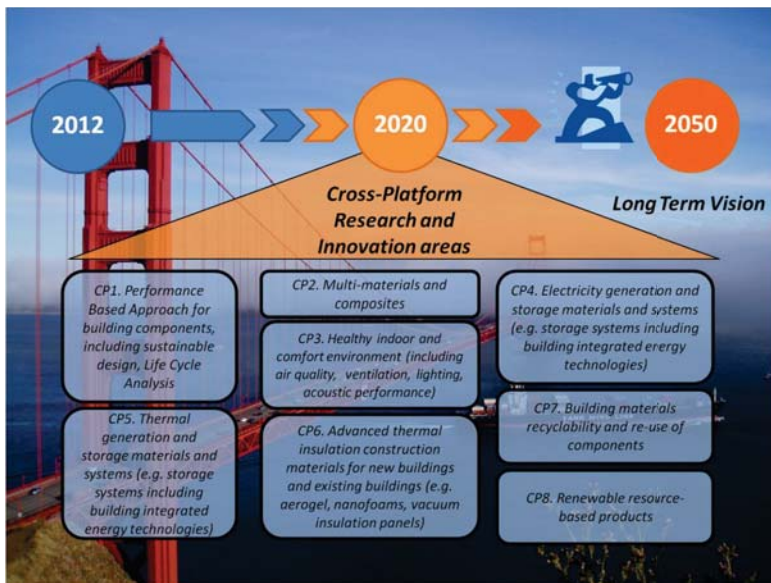 2012
2020
2050
Cross-Platform
Research and
Innovation areas
Long Term Vision
CP1. Performance
Based Approach for
building components,
including sustainable
design, Life Cycle
Analysis
CP2. Multi-materials and
composites
CP3. Healthy indoor and
comfort environment (including
air quality, ventilation, lighting,
acoustic performance)
CP4. Electricity generation and
storage materials and systems
(e.g. storage systems including
building integrated energy
technologies)
CP5. Thermal
generation and
storage materials and
systems (e.g. storage
systems including
building integrated
energy technologies)
CP6. Advanced thermal
insulation construction
materials for new buildings
and existing buildings (e.g.
aerogel, nanofoams, vacuum
insulation panels)
CP7. Building materials
recyclability and re-use of
components
CP8. Renewable resource-
based products